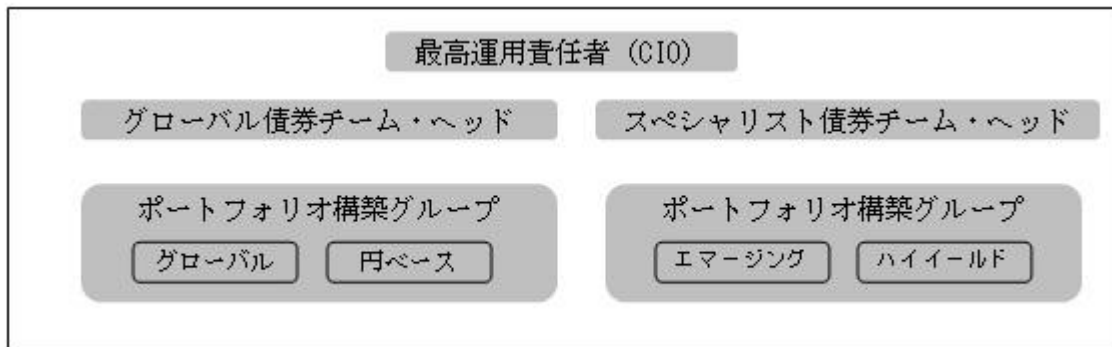 最高運用責任者 (CIO)
グローバル債券チーム・ヘッド
スペシャリスト債券チーム・ヘッド
ポートフォリオ構築グループ
グローバル
円ベース
ポートフォリオ構築グループ
エマージング
ハイイールド